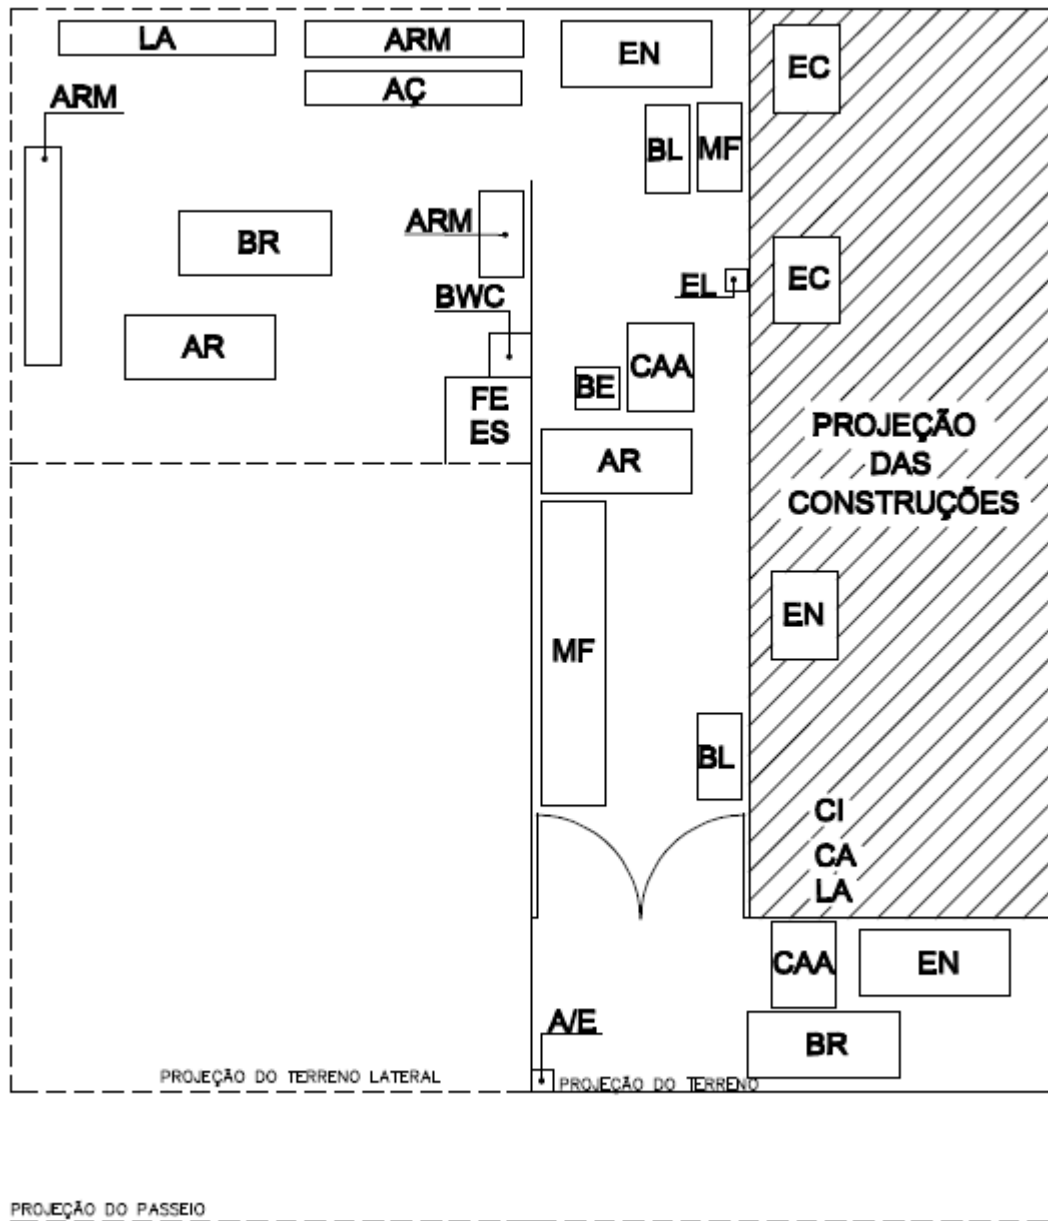 LA
ARM
EN
EC
AÇ
ARM
BL
MF
ARM
BR
EC
EL
BWC
AR
CAA
BE
FE
ES
AR
PROJEÇÃO
DAS
CONSTRUÇÕES
EN
MF
BL
CI
CA
LA
CAA
EN
A/E
BR
PROJEÇÃO DO TERRENO LATERAL
PROJEÇÃO DO TERRENO
PROJEÇÃO DO PASSEIO